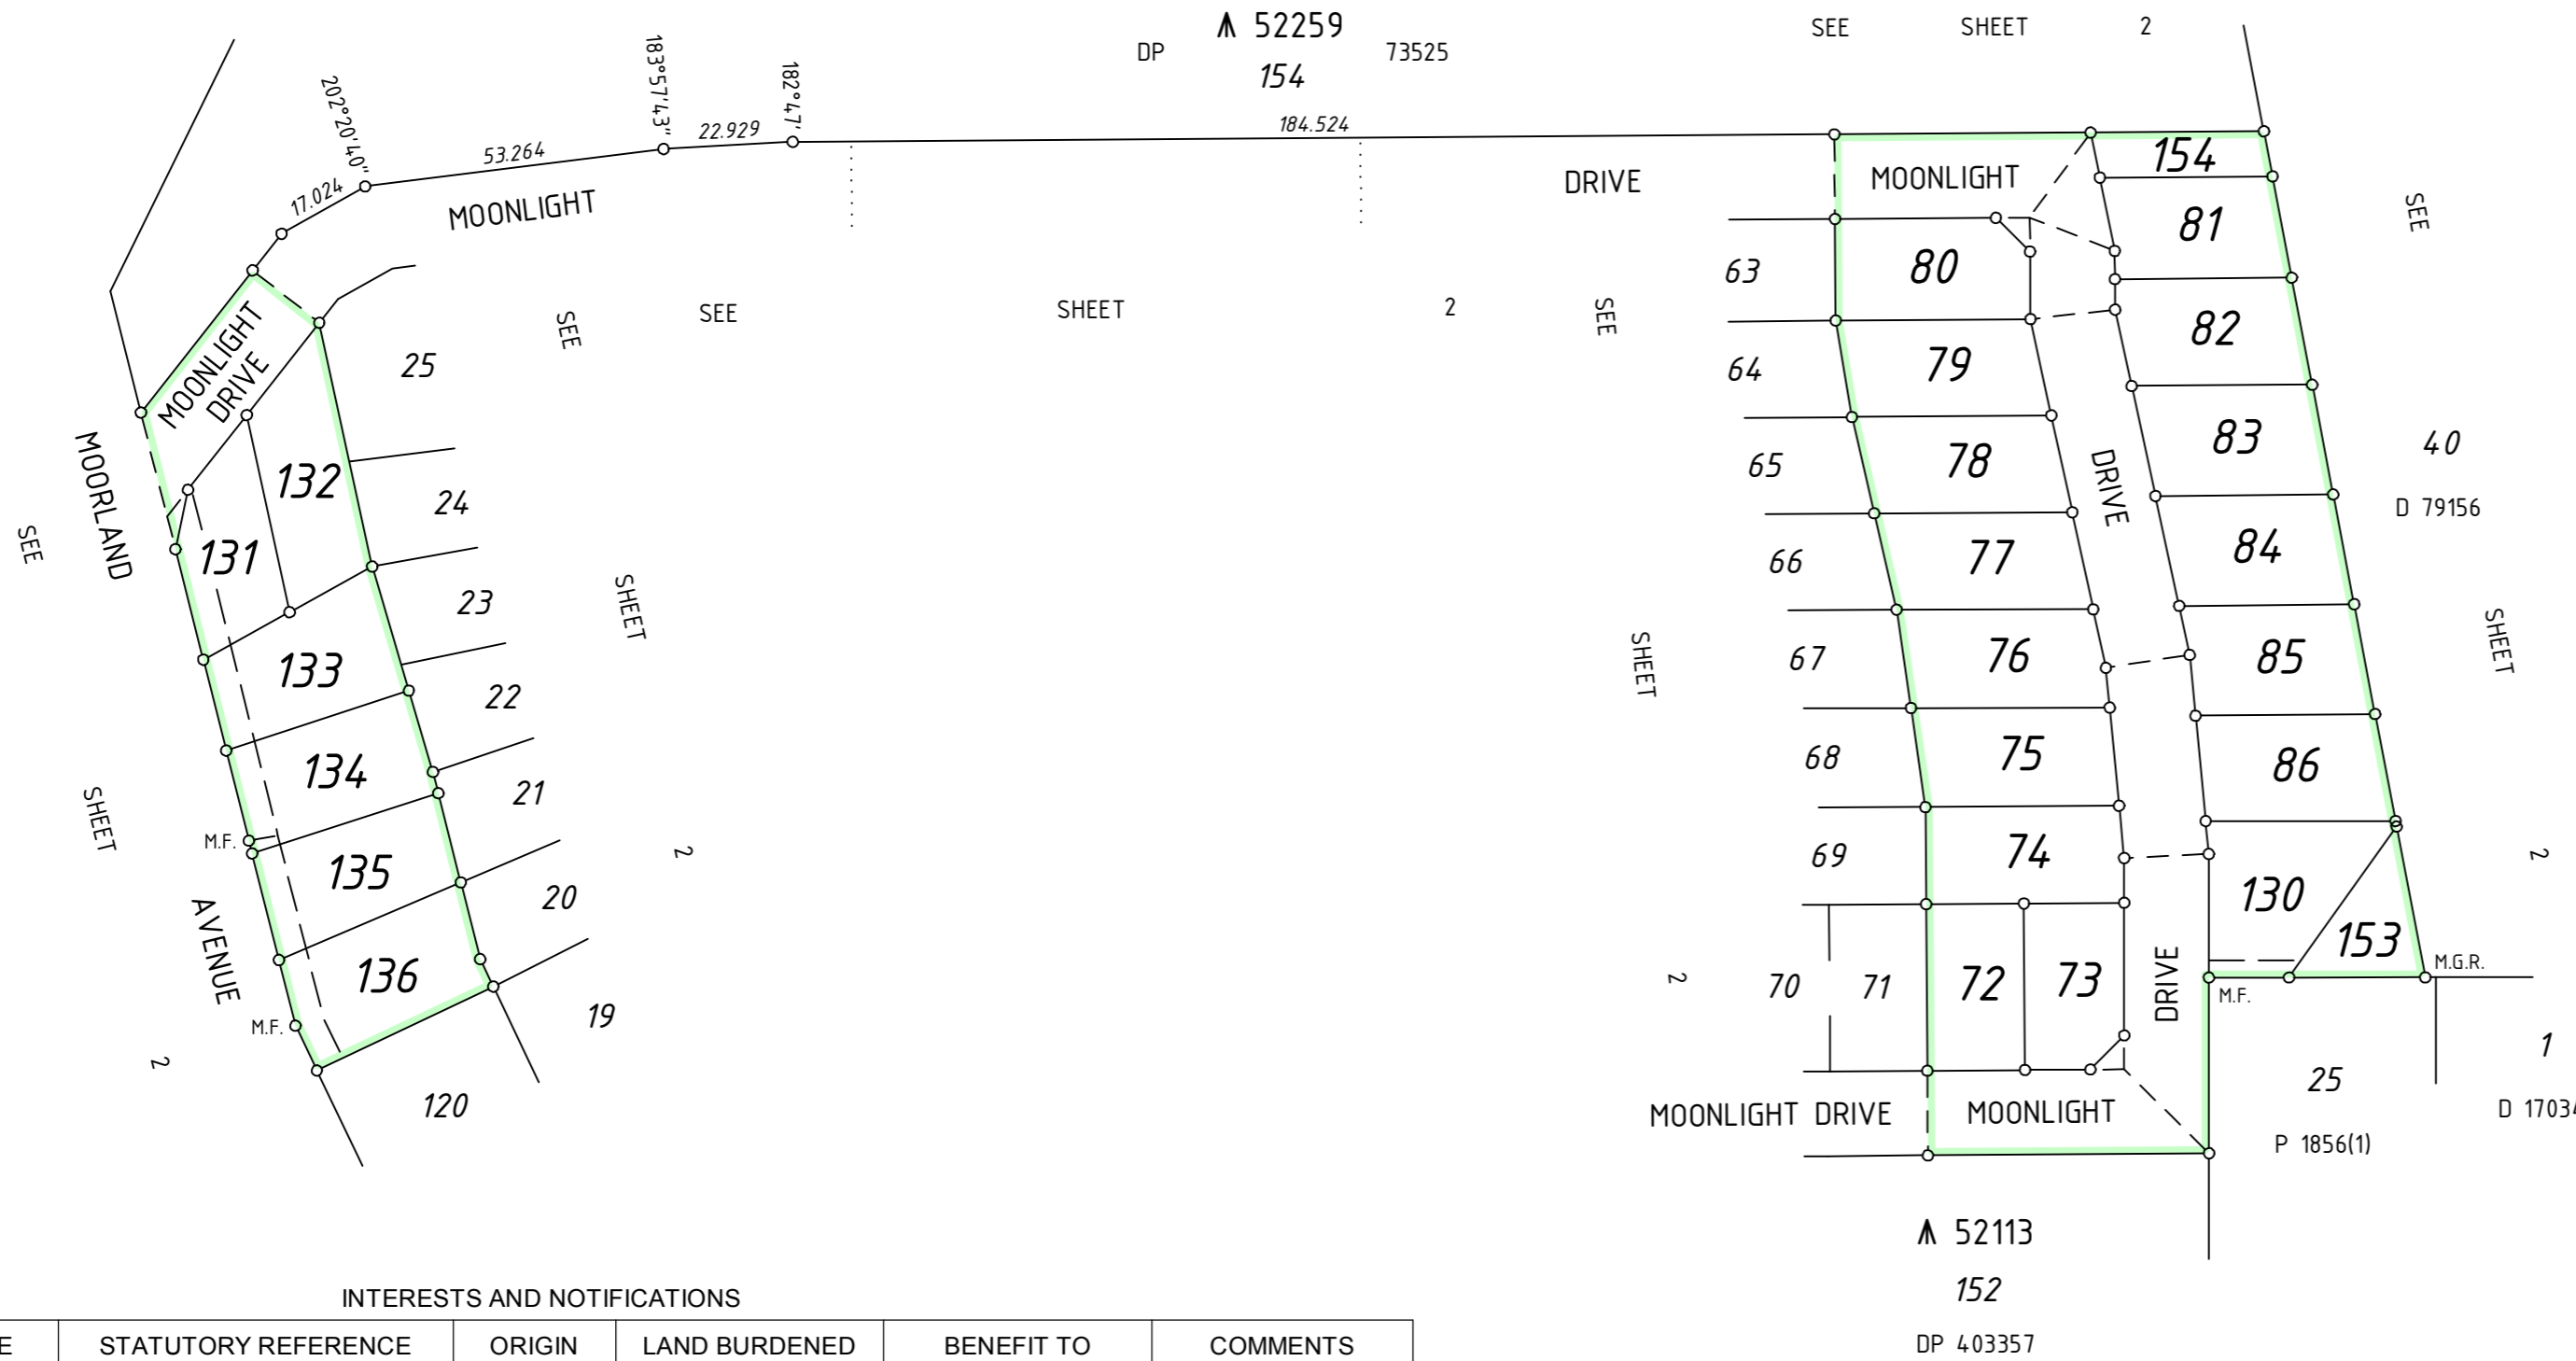 ⩚ 52259
DP 73525
154
SEE SHEET 2
202°20'40"
183°57'43"
182°47'
17.024
53.264
22.929
184.524
MOONLIGHT
DRIVE
MOONLIGHT
154
81
80
82
79
83
78
84
77
85
76
86
75
74
130
153
72
73
63
64
65
66
67
68
69
70
71
SEE SHEET 2
SEE SHEET 2
SEE SHEET 2
SEE SHEET 2
SEE SHEET 2
MOONLIGHT
DRIVE
MOORLAND
AVENUE
132
131
133
134
135
136
25
24
23
22
21
20
19
120
M.F.
M.F.
DRIVE
DRIVE
40
D 79156
M.G.R.
M.F.
1
25
P 1856(1)
MOONLIGHT DRIVE
MOONLIGHT
⩚ 52113
152
DP 403357
INTERESTS AND NOTIFICATIONS
STATUTORY REFERENCE ORIGIN LAND BURDENED BENEFIT TO COMMENTS